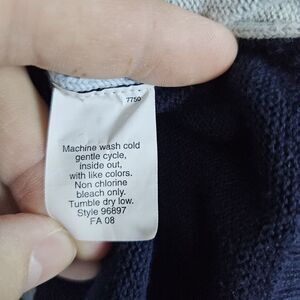 7750
Machine wash cold
gentle cycle,
inside out,
with like colors.
Non chlorine
bleach only.
Tumble dry low.
Style 96897
FA 08